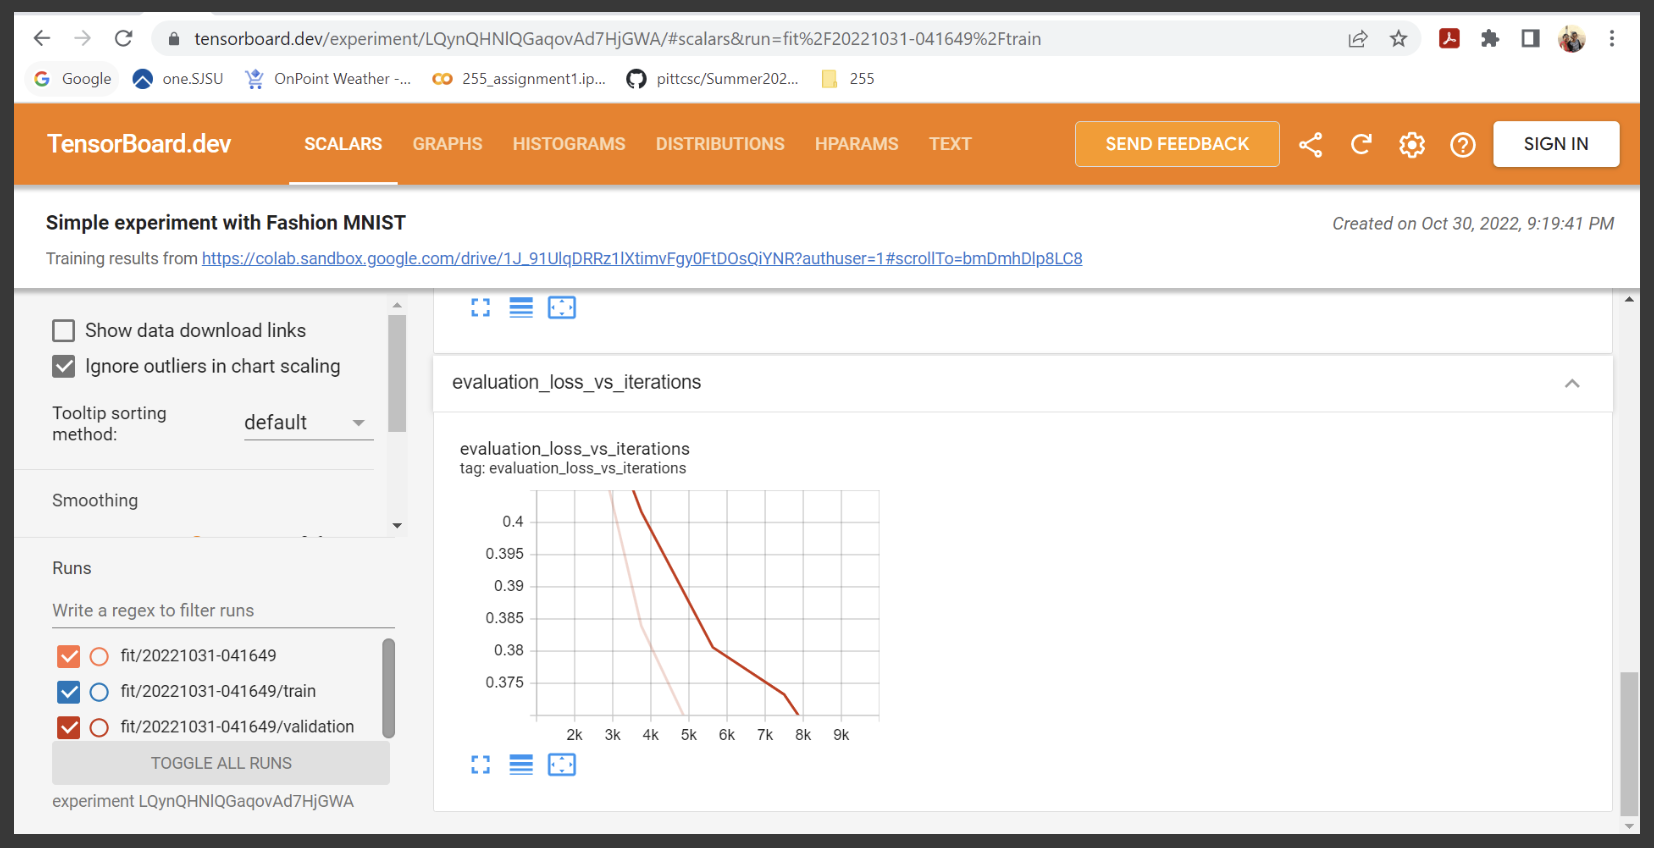 tensorboard.dev/experiment/LQynQHNlQGaqovAd7HjGWA/#scalars&run=fit%2F20221031-041649%2Ftrain
Google one.SJSU OnPoint Weather -... 255_assignment1.ip... pittcsc/Summer202... 255
TensorBoard.dev SCALARS GRAPHS HISTOGRAMS DISTRIBUTIONS HPARAMS TEXT SEND FEEDBACK SIGN IN
Simple experiment with Fashion MNIST
Created on Oct 30, 2022, 9:19:41 PM
Training results from https://colab.sandbox.google.com/drive/1J_91UlqDRRz1lXtimvFgy0FtDOsQiYNR?authuser=1#scrollTo=bmDmhDlp8LC8
Show data download links
Ignore outliers in chart scaling
Tooltip sorting
method:
default
Smoothing
Runs
Write a regex to filter runs
fit/20221031-041649
fit/20221031-041649/train
fit/20221031-041649/validation
TOGGLE ALL RUNS
experiment LQynQHNlQGaqovAd7HjGWA
evaluation_loss_vs_iterations
evaluation_loss_vs_iterations
tag: evaluation_loss_vs_iterations
0.4
0.395
0.39
0.385
0.38
0.375
2k 3k 4k 5k 6k 7k 8k 9k